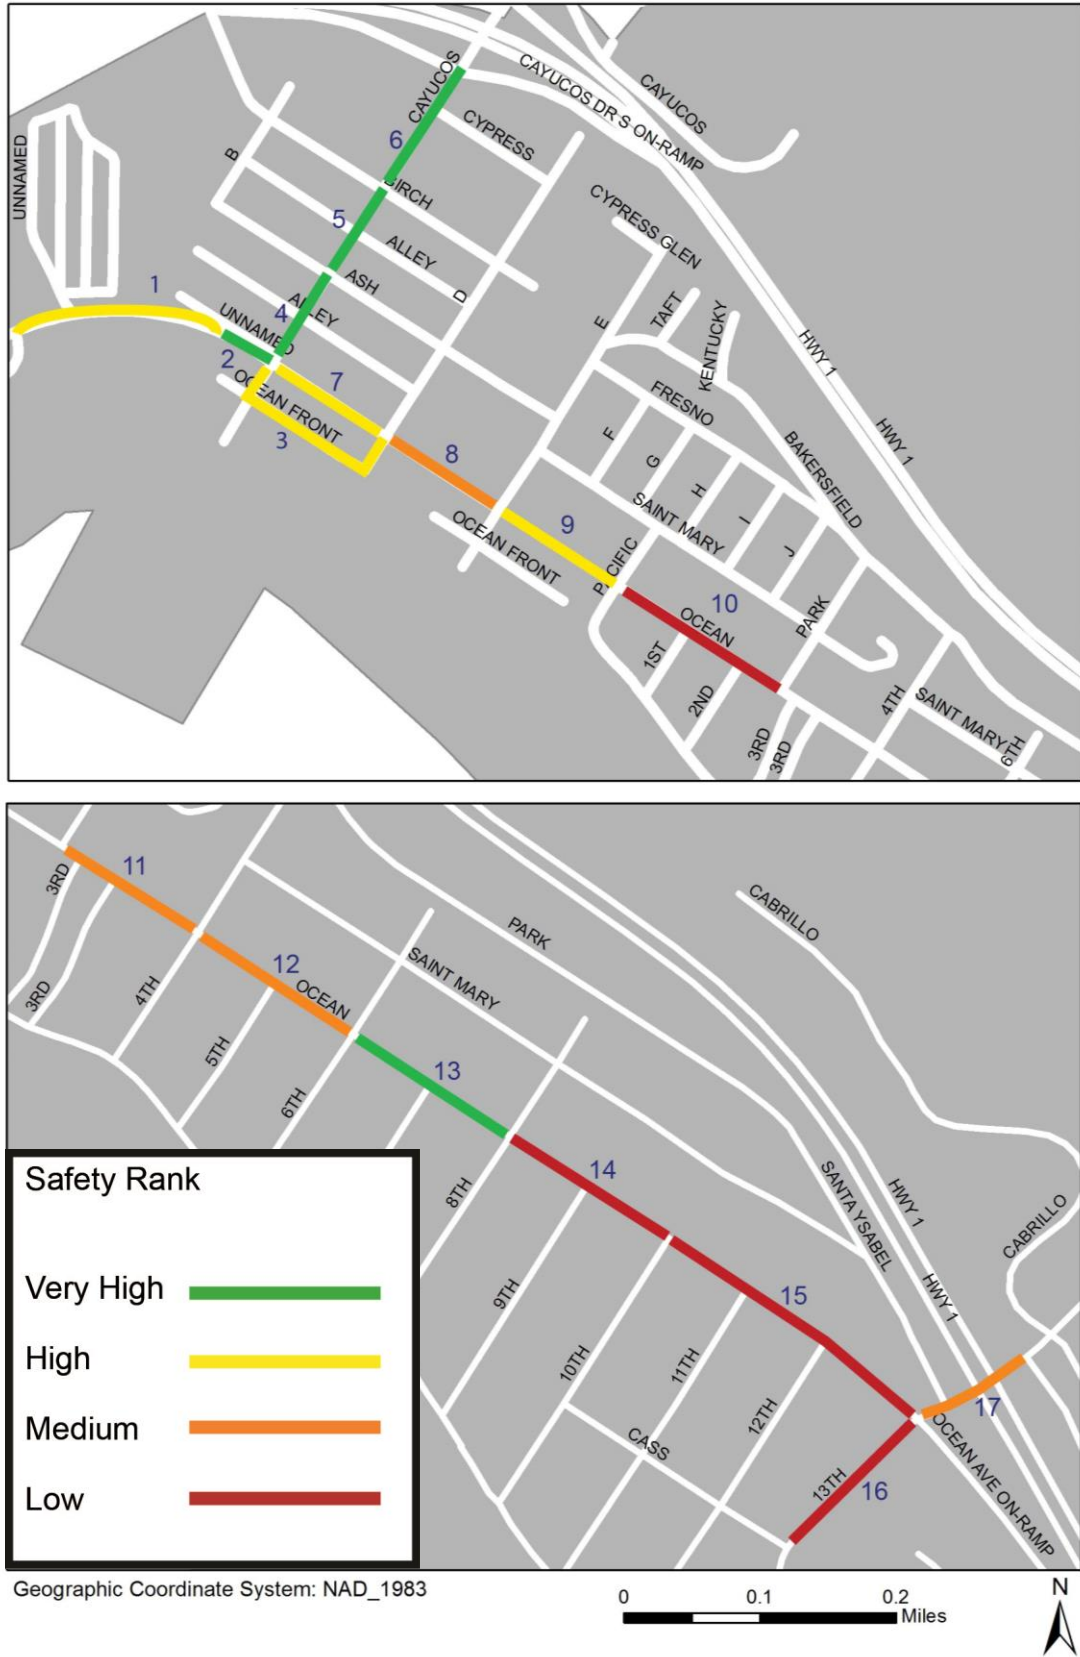 CAYUCOS
CAYUCOS DR S ON-RAMP
CAYUCOS
CYPRESS
UNNAMED
6
B
BIRCH
CYPRESS GLEN
5
ALLEY
ASH
D
1
ALLEY
4
UNNAMED
E
TAFT
KENTUCKY
HWY 1
2
7
OCEAN FRONT
3
FRESNO
HWY 1
8
F
G
H
I
J
BAKERSFIELD
SAINT MARY
9
OCEAN FRONT
PACIFIC
10
OCEAN
PARK
1ST
2ND
3RD
3RD
4TH
SAINT MARY
6TH
11
3RD
3RD
CABRILLO
PARK
12
OCEAN
SAINT MARY
4TH
5TH
6TH
13
14
8TH
SANTA YSABEL
HWY 1
CABRILLO
HWY 1
9TH
15
10TH
11TH
12TH
17
CASS
13TH
16
OCEAN AVE ON-RAMP
Safety Rank
Very High
High
Medium
Low
Geographic Coordinate System: NAD_1983
0 0.1 0.2
Miles
N